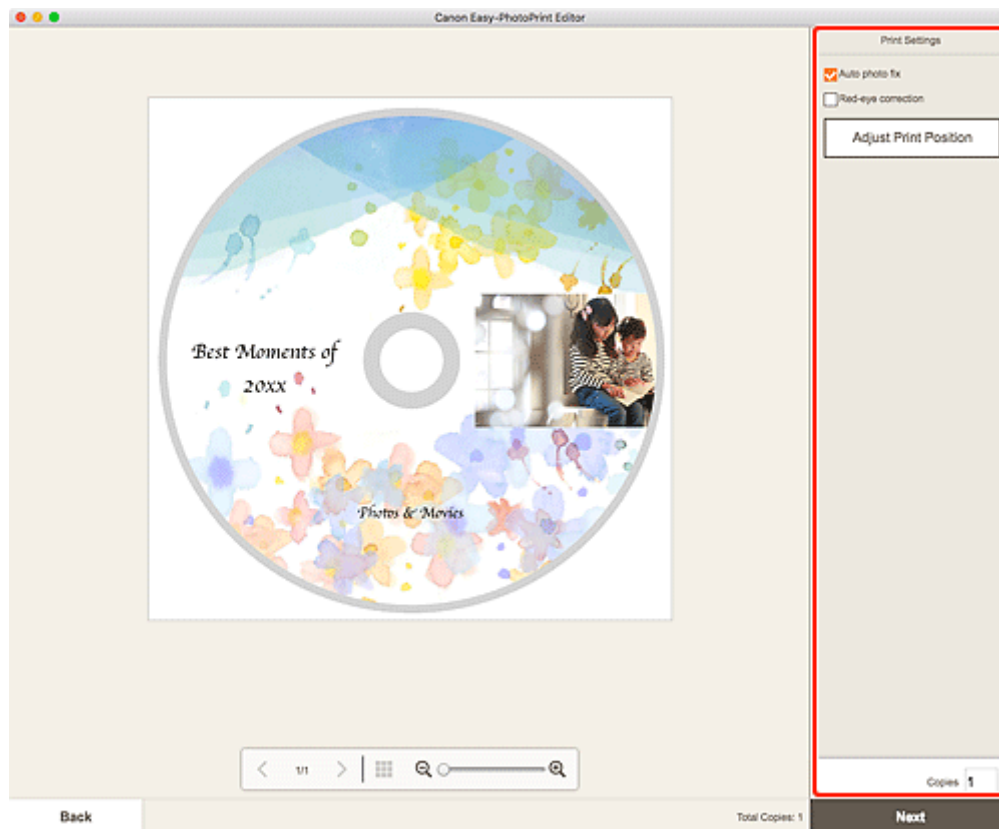 Canon Easy-PhotoPrint Editor
Print Settings
Auto photo fix
Red-eye correction
Adjust Print Position
Best Moments of
20xx
Photos & Movies
1/1
Copies 1
Back
Total Copies: 1
Next